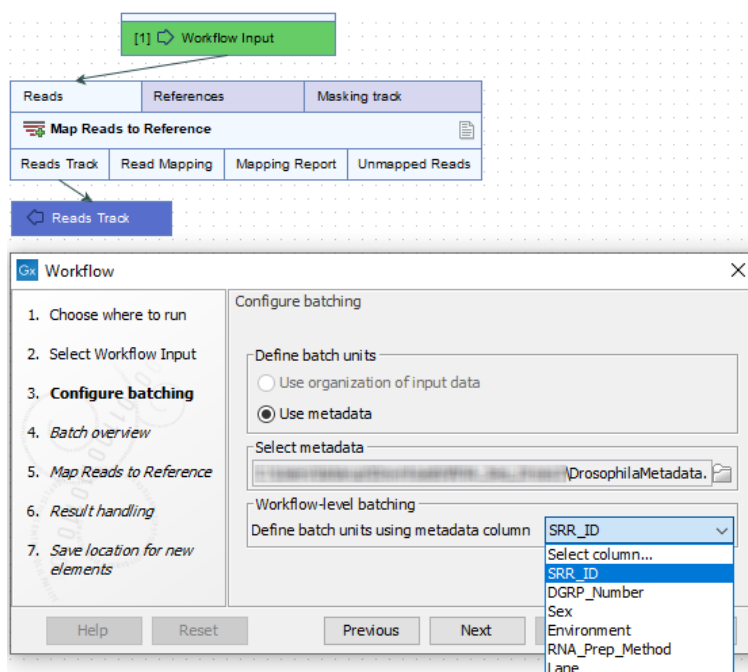 [1] Workflow Input
Reads References Masking track
Map Reads to Reference
Reads Track Read Mapping Mapping Report Unmapped Reads
Reads Track
Gx Workflow
Configure batching
1. Choose where to run
2. Select Workflow Input
3. Configure batching
4. Batch overview
5. Map Reads to Reference
6. Result handling
7. Save location for new
elements
Define batch units
Use organization of input data
Use metadata
Select metadata
\DrosophilaMetadata.
Workflow-level batching
Define batch units using metadata column SRR_ID
Select column...
SRR_ID
DGRP_Number
Sex
Environment
RNA_Prep_Method
Lane
Help Reset Previous Next